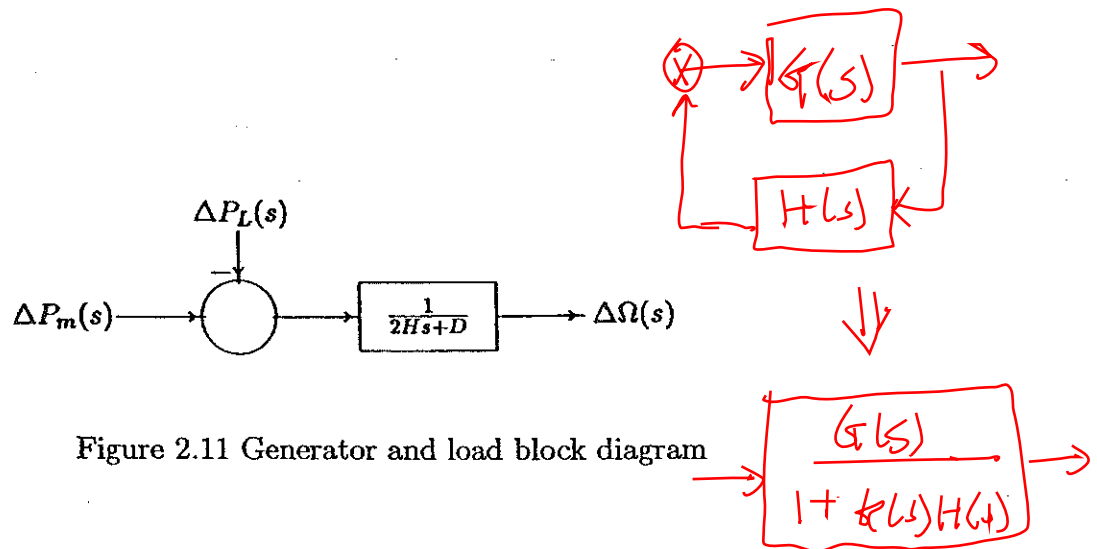 G(s)
H(s)
ΔP_L(s)
−
ΔP_m(s)
1
2Hs+D
ΔΩ(s)
Figure 2.11 Generator and load block diagram
G(s)
1+ G(s)H(s)